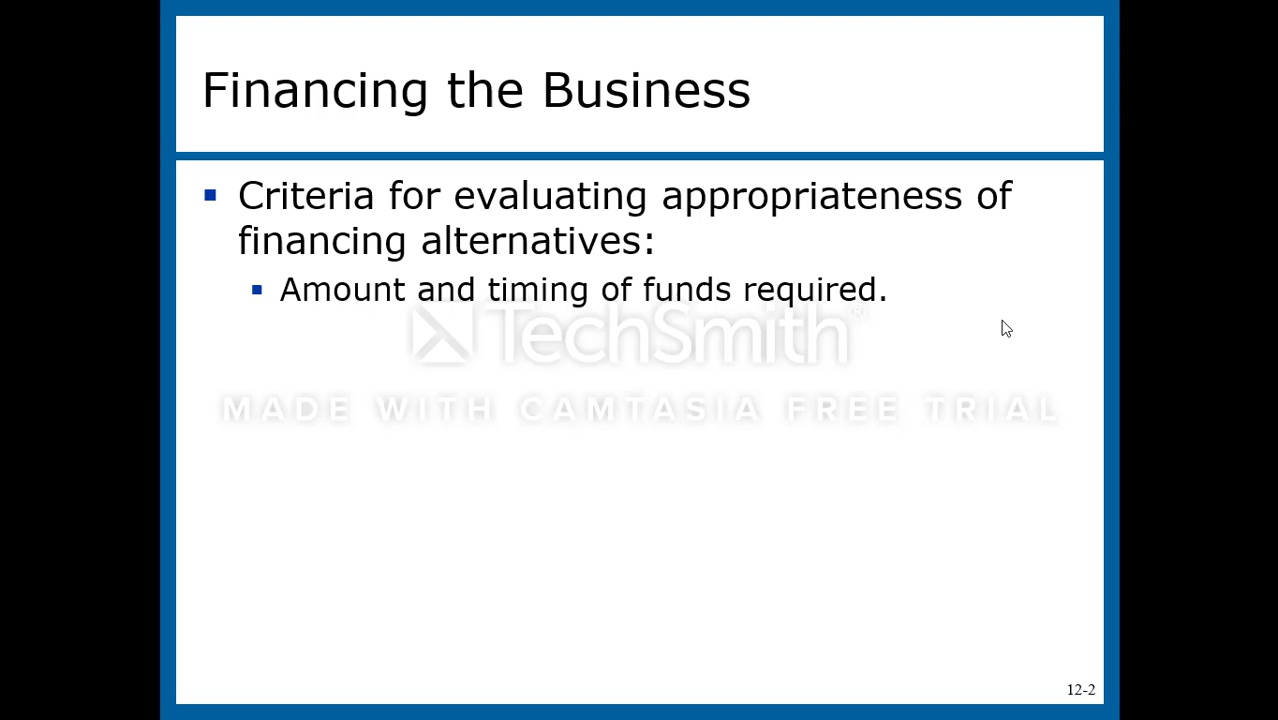 Financing the Business
Criteria for evaluating appropriateness of
financing alternatives:
Amount and timing of funds required.
TechSmith®
MADE WITH CAMTASIA FREE TRIAL
12-2